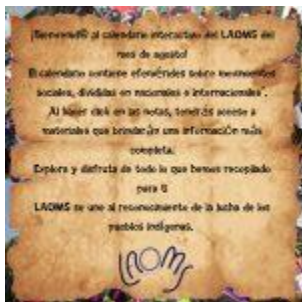 ¡Bienvenid@ al calendario interactivo del LAOMS del
mes de agosto!
El calendario contiene efemérides sobre movimientos
sociales, divididas en nacionales e internacionales".
Al hacer click en las notas, tendrás acceso a
materiales que brindarán una información más
completa.
Explora y disfruta de todo lo que hemos recopilado
para ti
LAOMS se une al reconocimiento de la lucha de los
pueblos indígenas.
LAOMS